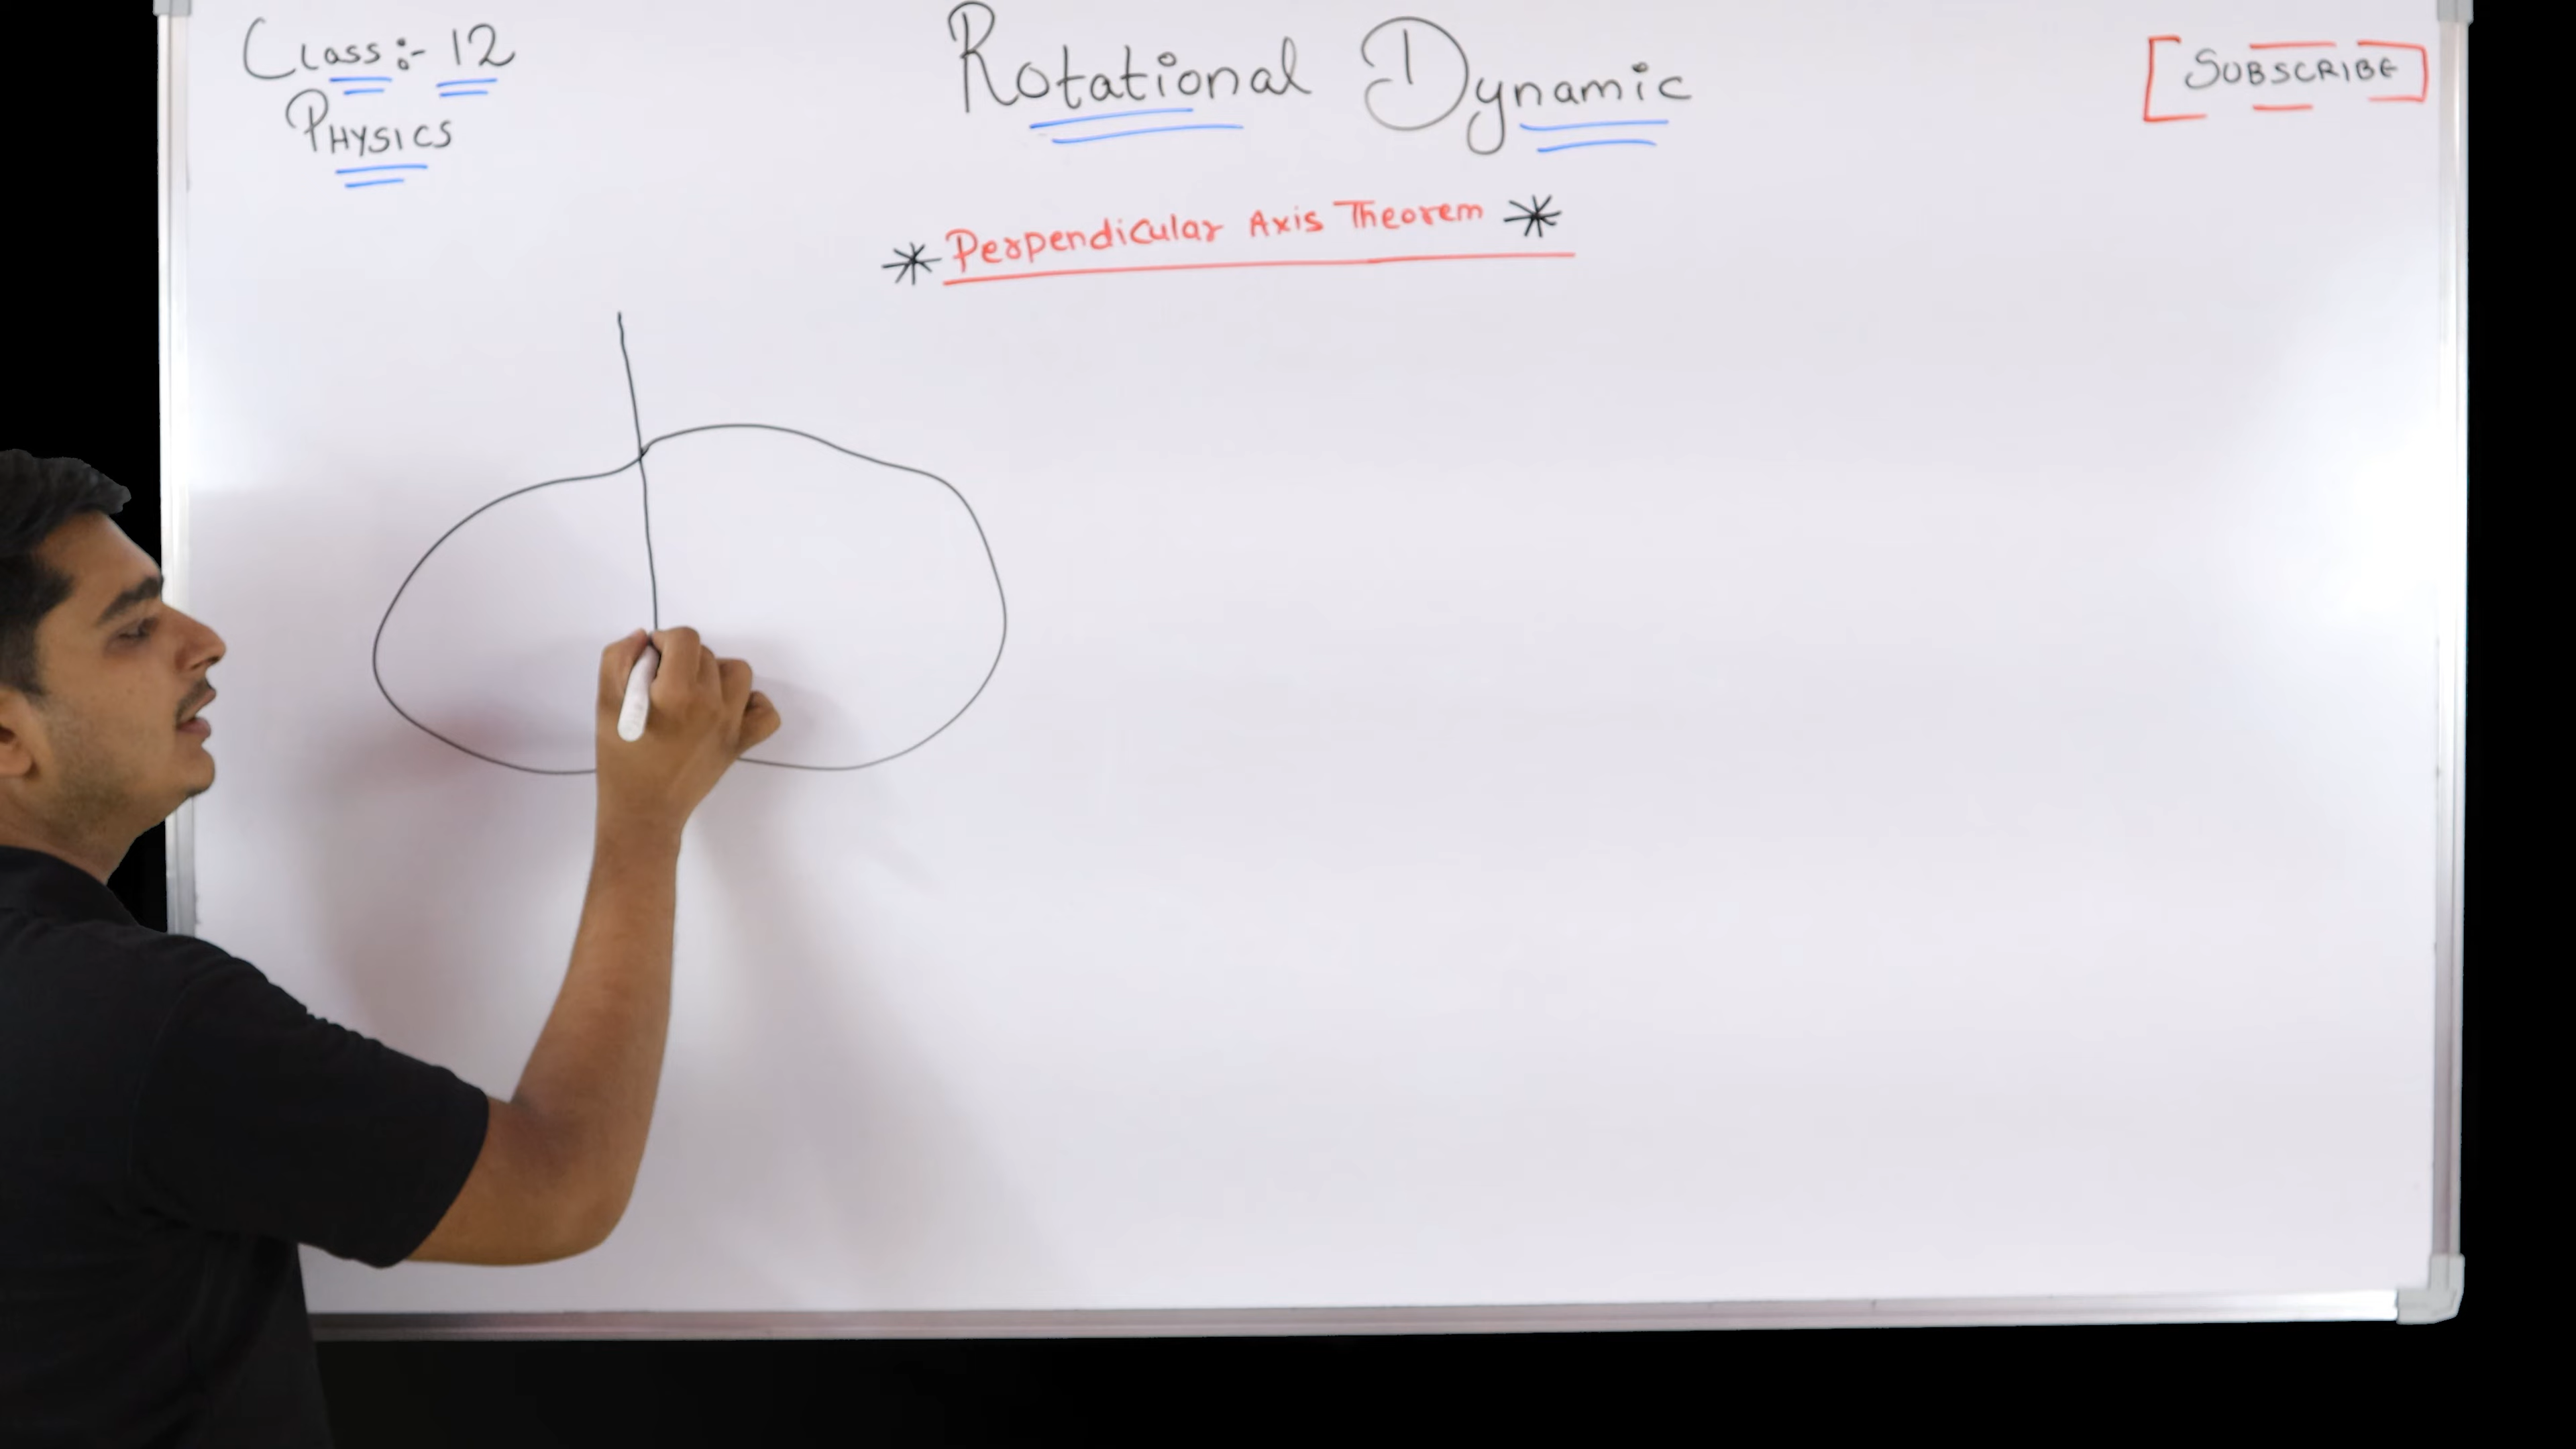 Class:- 12
Physics
Rotational Dynamic
SUBSCRIBE
* Perpendicular Axis Theorem *